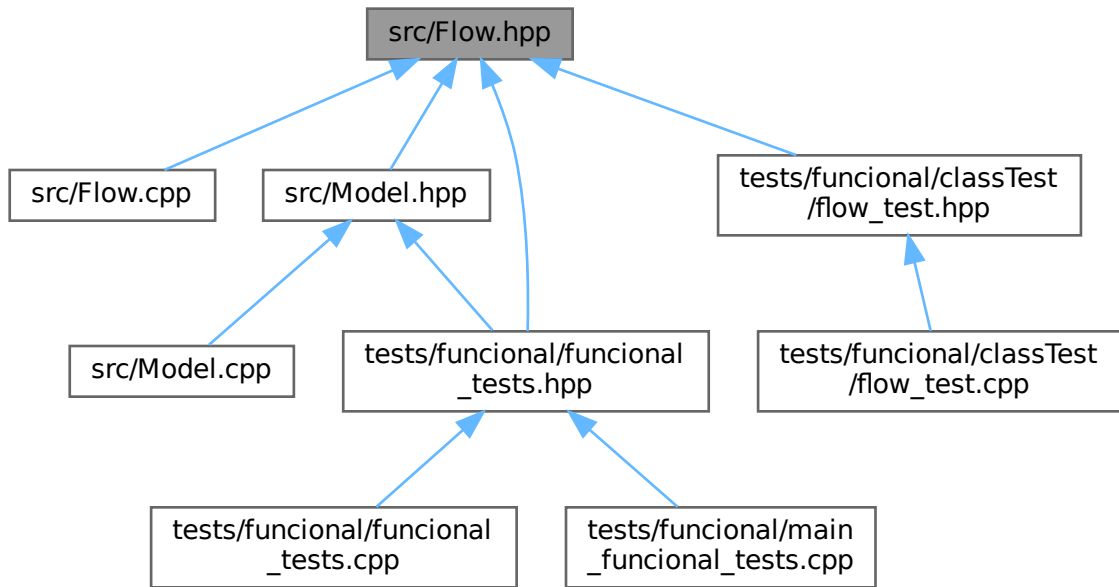 src/Flow.hpp
src/Flow.cpp
src/Model.hpp
tests/funcional/classTest
/flow_test.hpp
src/Model.cpp
tests/funcional/funcional
_tests.hpp
tests/funcional/classTest
/flow_test.cpp
tests/funcional/funcional
_tests.cpp
tests/funcional/main
_funcional_tests.cpp